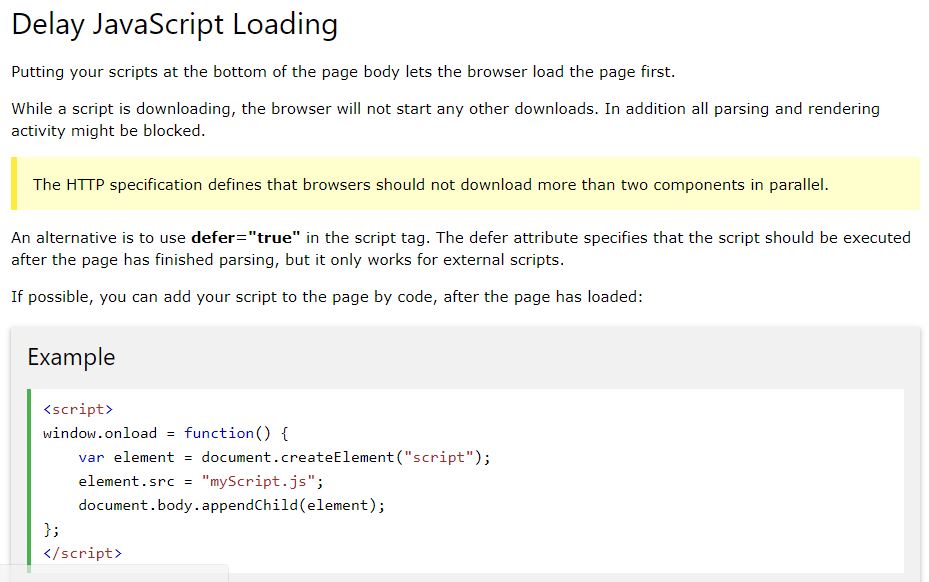 Delay JavaScript Loading
Putting your scripts at the bottom of the page body lets the browser load the page first.
While a script is downloading, the browser will not start any other downloads. In addition all parsing and rendering
activity might be blocked.
The HTTP specification defines that browsers should not download more than two components in parallel.
An alternative is to use defer="true" in the script tag. The defer attribute specifies that the script should be executed
after the page has finished parsing, but it only works for external scripts.
If possible, you can add your script to the page by code, after the page has loaded:
Example
<script>
window.onload = function() {
    var element = document.createElement("script");
    element.src = "myScript.js";
    document.body.appendChild(element);
};
</script>